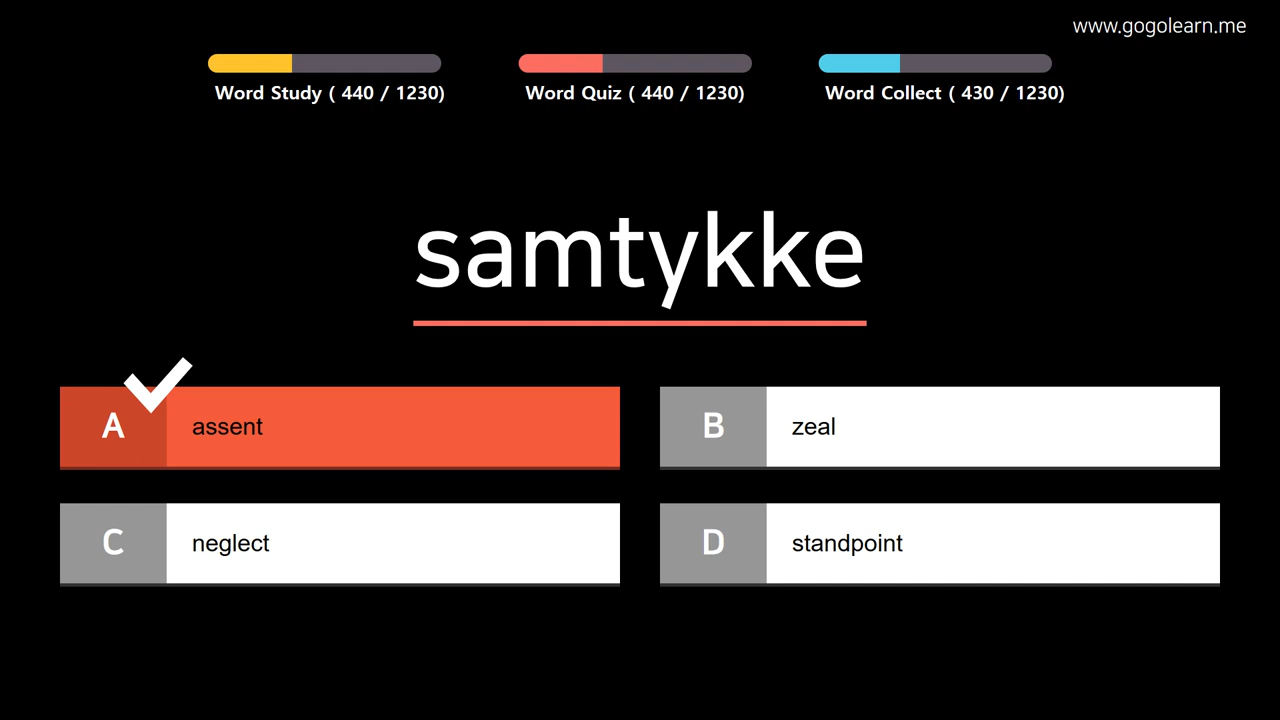 www.gogolearn.me
Word Study ( 440 / 1230)
Word Quiz ( 440 / 1230)
Word Collect ( 430 / 1230)
samtykke
A assent
B zeal
C neglect
D standpoint